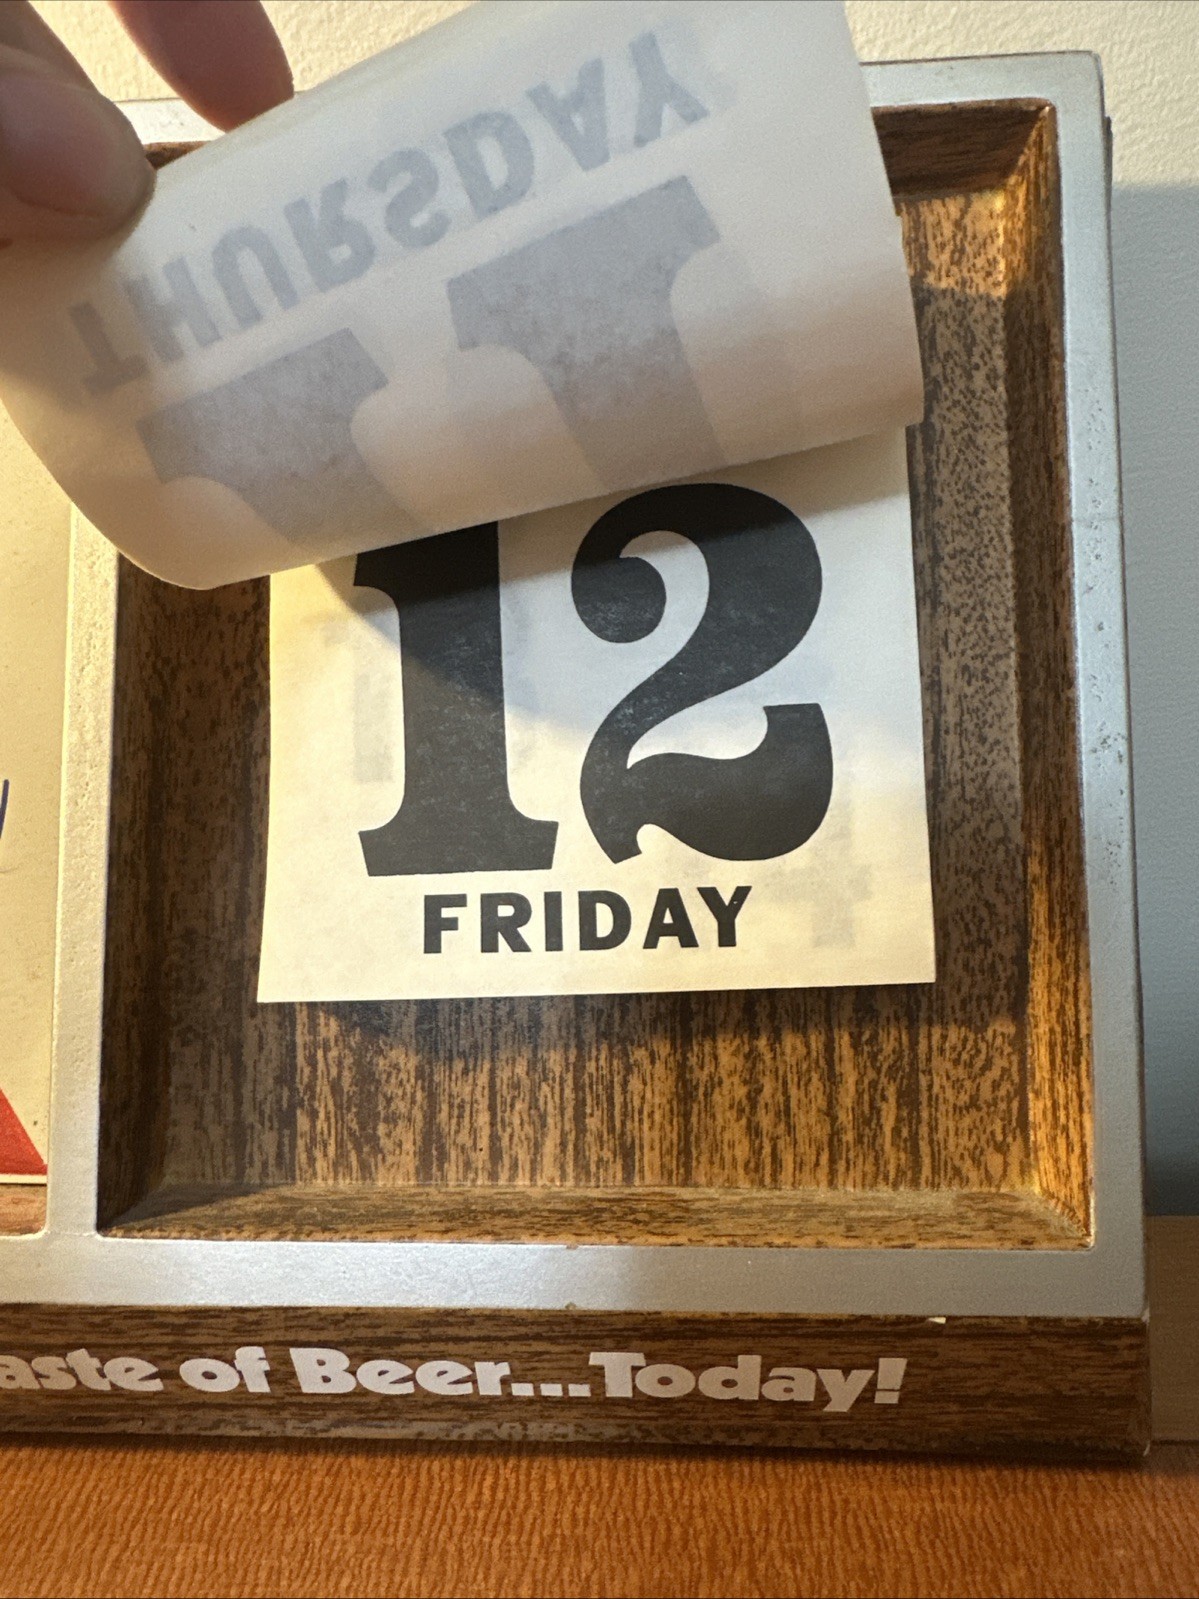 THURSDAY
11
12
FRIDAY
aste of Beer...Today!